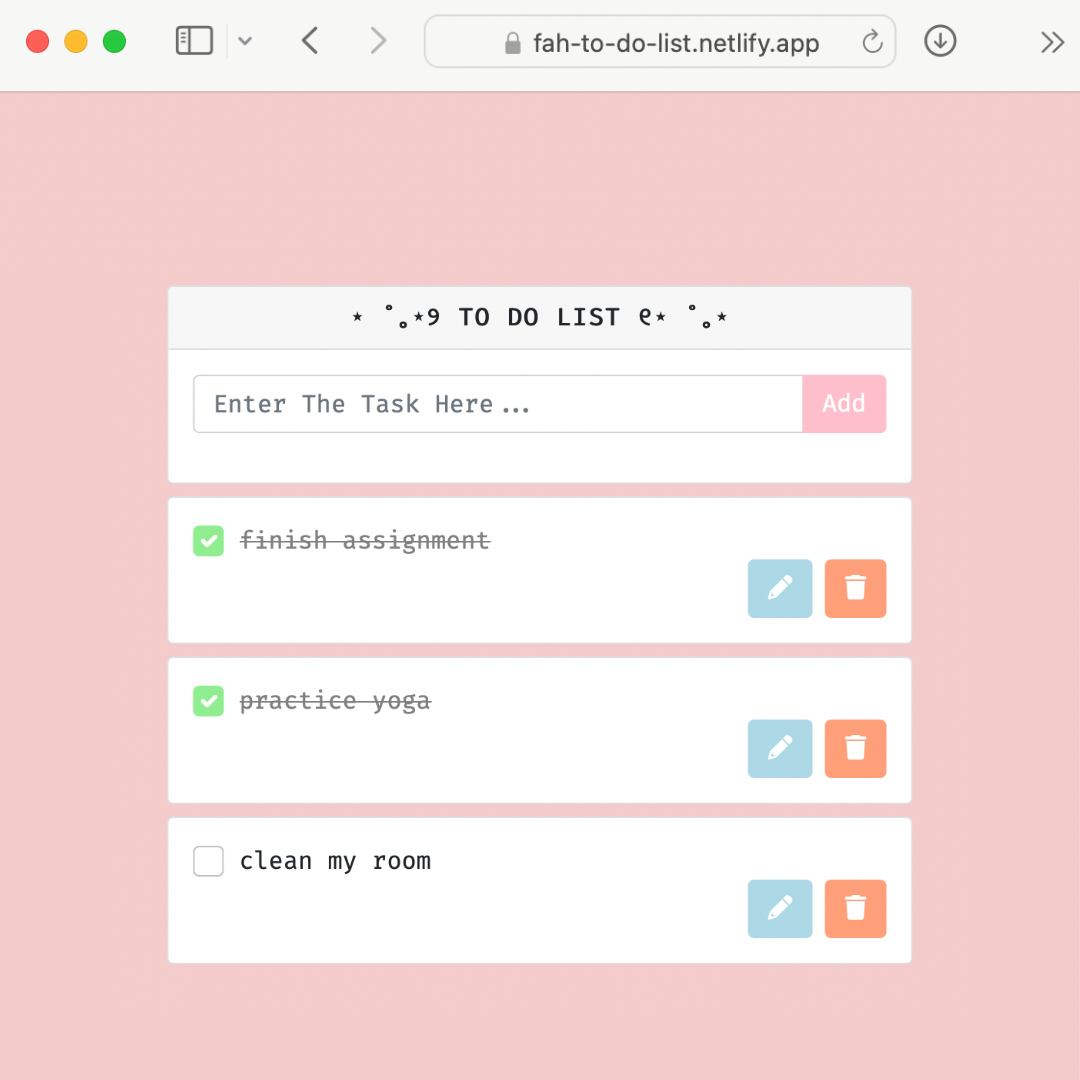 fah-to-do-list.netlify.app
⋆ ˚｡⋆୨ TO DO LIST ୧⋆ ˚｡⋆
Enter The Task Here...
Add
finish assignment
practice yoga
clean my room